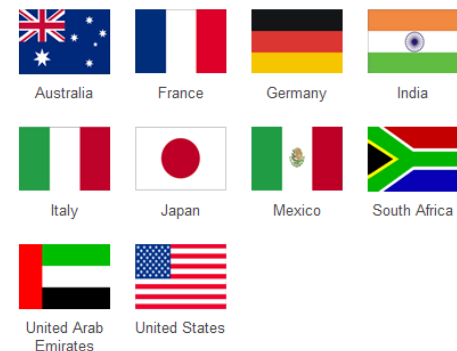 Australia
France
Germany
India
Italy
Japan
Mexico
South Africa
United Arab
Emirates
United States